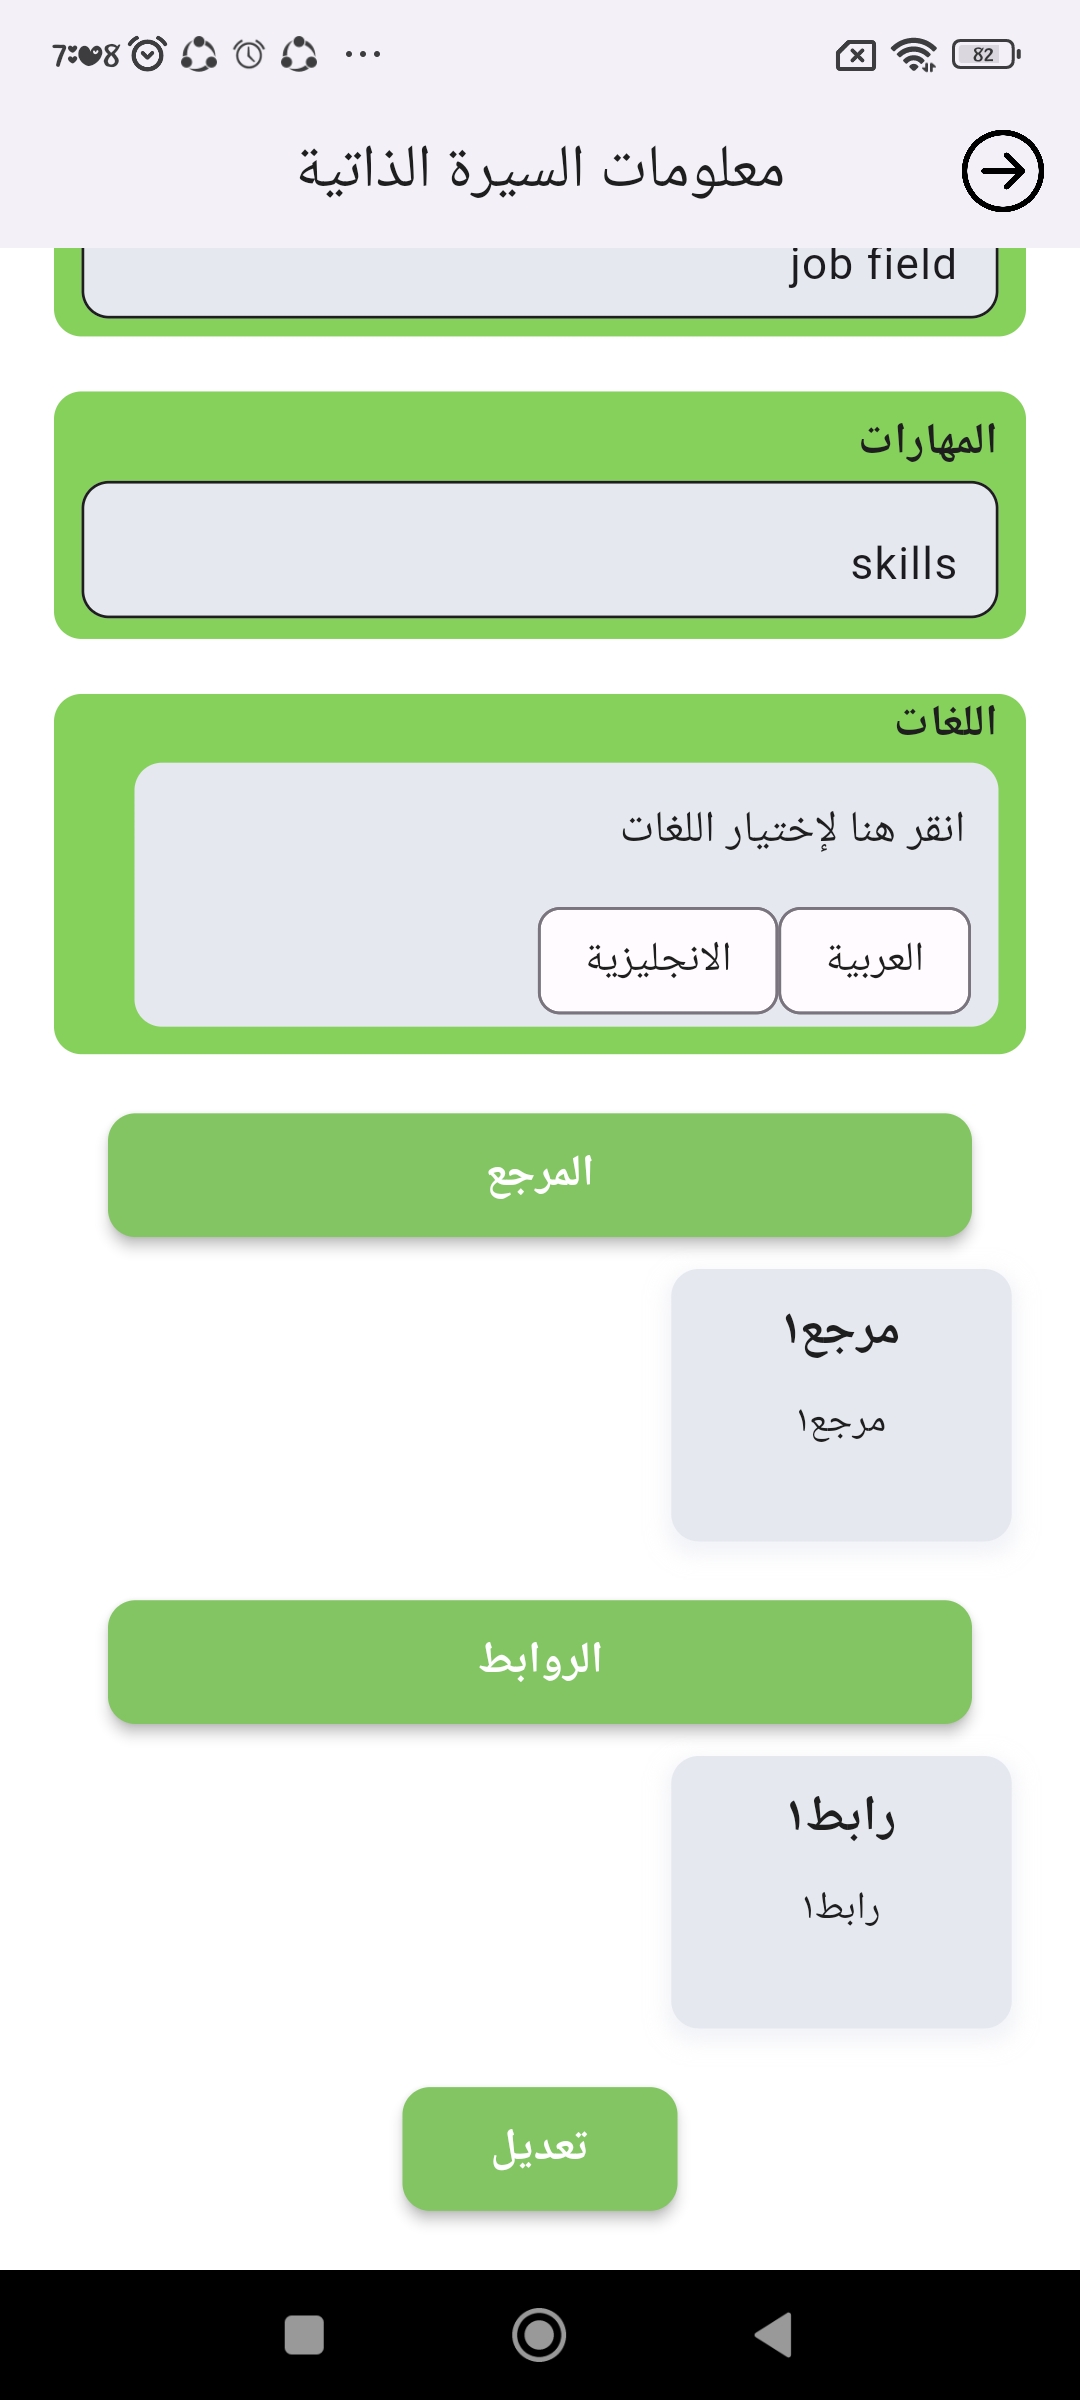 7:08
82
معلومات السيرة الذاتية
job field
المهارات
skills
اللغات
انقر هنا لإختيار اللغات
العربية الانجليزية
المرجع
مرجع١
مرجع١
الروابط
رابط١
رابط١
تعديل